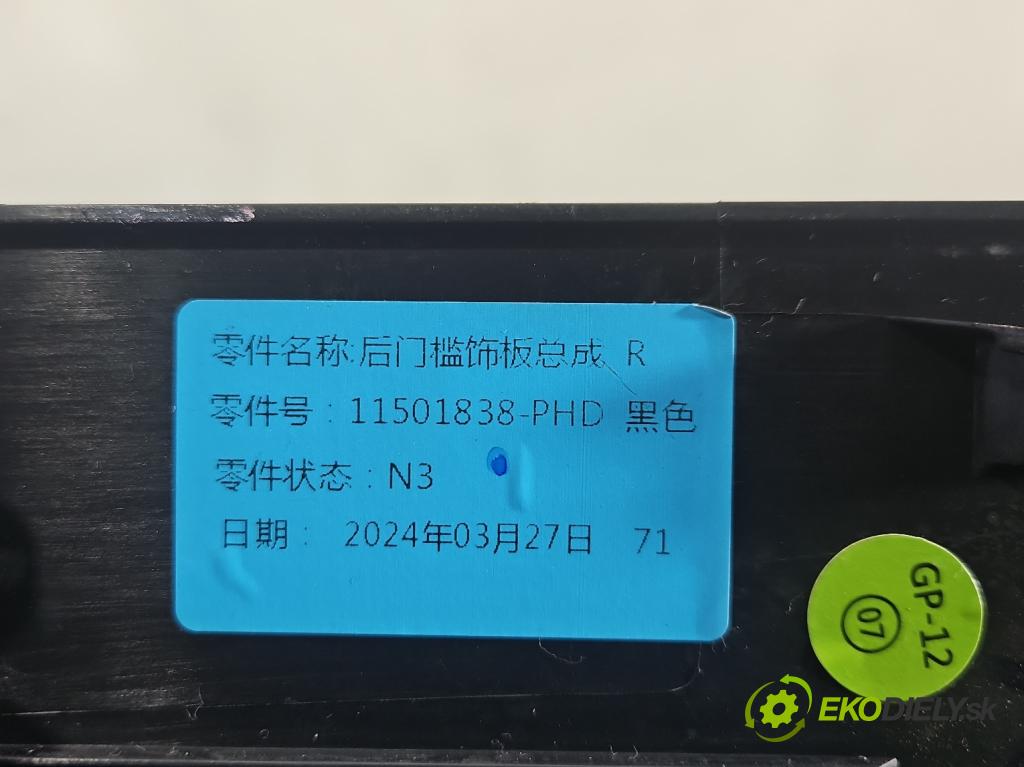 零件名称:后门槛饰板总成 R
零件号：11501838-PHD 黑色
零件状态：N3
日期： 2024年03月27日 71
GP-12
07
EKODIELY.sk